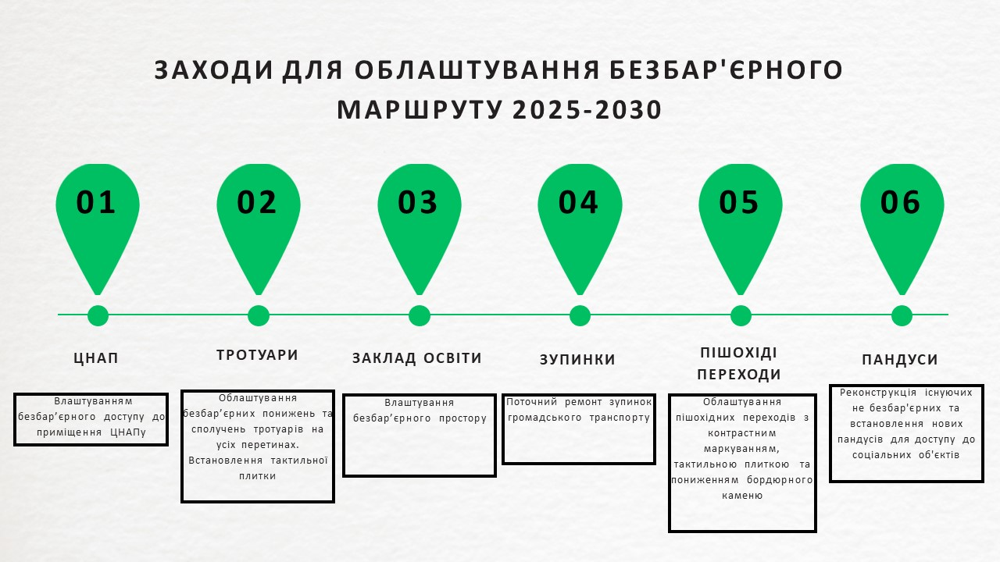 ЗАХОДИ ДЛЯ ОБЛАШТУВАННЯ БЕЗБАР'ЄРНОГО
МАРШРУТУ 2025-2030
01
02
03
04
05
06
ЦНАП
ТРОТУАРИ
ЗАКЛАД ОСВІТИ
ЗУПИНКИ
ПІШОХІДІ
ПЕРЕХОДИ
ПАНДУСИ
Влаштуванням
безбар’єрного доступу до
приміщення ЦНАПу
Облаштування
безбар’єрних понижень та
сполучень тротуарів на
усіх перетинах.
Встановлення тактильної
плитки
Влаштування
безбар’єрного простору
Поточний ремонт зупинок
громадського транспорту
Облаштування
пішохідних переходів з
контрастним
маркуванням,
тактильною плиткою та
пониженням бордюрного
каменю
Реконструкція існуючих
не безбар'єрних та
встановлення нових
пандусів для доступу до
соціальних об'єктів